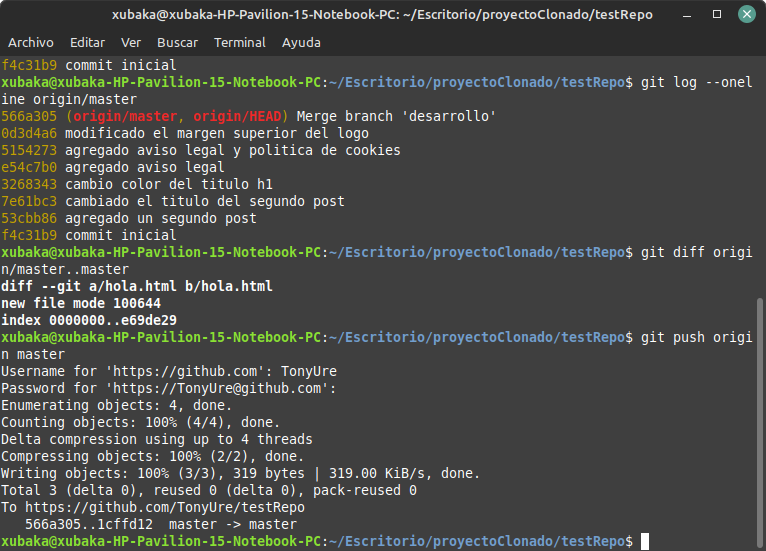 xubaka@xubaka-HP-Pavilion-15-Notebook-PC: ~/Escritorio/proyectoClonado/testRepo
Archivo Editar Ver Buscar Terminal Ayuda
f4c31b9 commit inicial
xubaka@xubaka-HP-Pavilion-15-Notebook-PC:~/Escritorio/proyectoClonado/testRepo$ git log --onel
ine origin/master
566a305 (origin/master, origin/HEAD) Merge branch 'desarrollo'
0d3d4a6 modificado el margen superior del logo
5154273 agregado aviso legal y politica de cookies
e54c7b0 agregado aviso legal
3268343 cambio color del titulo h1
7e61bc3 cambiado el titulo del segundo post
53cbb86 agregado un segundo post
f4c31b9 commit inicial
xubaka@xubaka-HP-Pavilion-15-Notebook-PC:~/Escritorio/proyectoClonado/testRepo$ git diff origi
n/master..master
diff --git a/hola.html b/hola.html
new file mode 100644
index 0000000..e69de29
xubaka@xubaka-HP-Pavilion-15-Notebook-PC:~/Escritorio/proyectoClonado/testRepo$ git push origi
n master
Username for 'https://github.com': TonyUre
Password for 'https://TonyUre@github.com':
Enumerating objects: 4, done.
Counting objects: 100% (4/4), done.
Delta compression using up to 4 threads
Compressing objects: 100% (2/2), done.
Writing objects: 100% (3/3), 319 bytes | 319.00 KiB/s, done.
Total 3 (delta 0), reused 0 (delta 0), pack-reused 0
To https://github.com/TonyUre/testRepo
   566a305..1cffd12  master -> master
xubaka@xubaka-HP-Pavilion-15-Notebook-PC:~/Escritorio/proyectoClonado/testRepo$